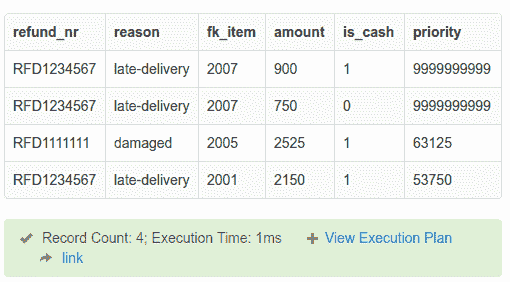 refund_nr reason fk_item amount is_cash priority
RFD1234567 late-delivery 2007 900 1 9999999999
RFD1234567 late-delivery 2007 750 0 9999999999
RFD1111111 damaged 2005 2525 1 63125
RFD1234567 late-delivery 2001 2150 1 53750
Record Count: 4; Execution Time: 1ms View Execution Plan
link